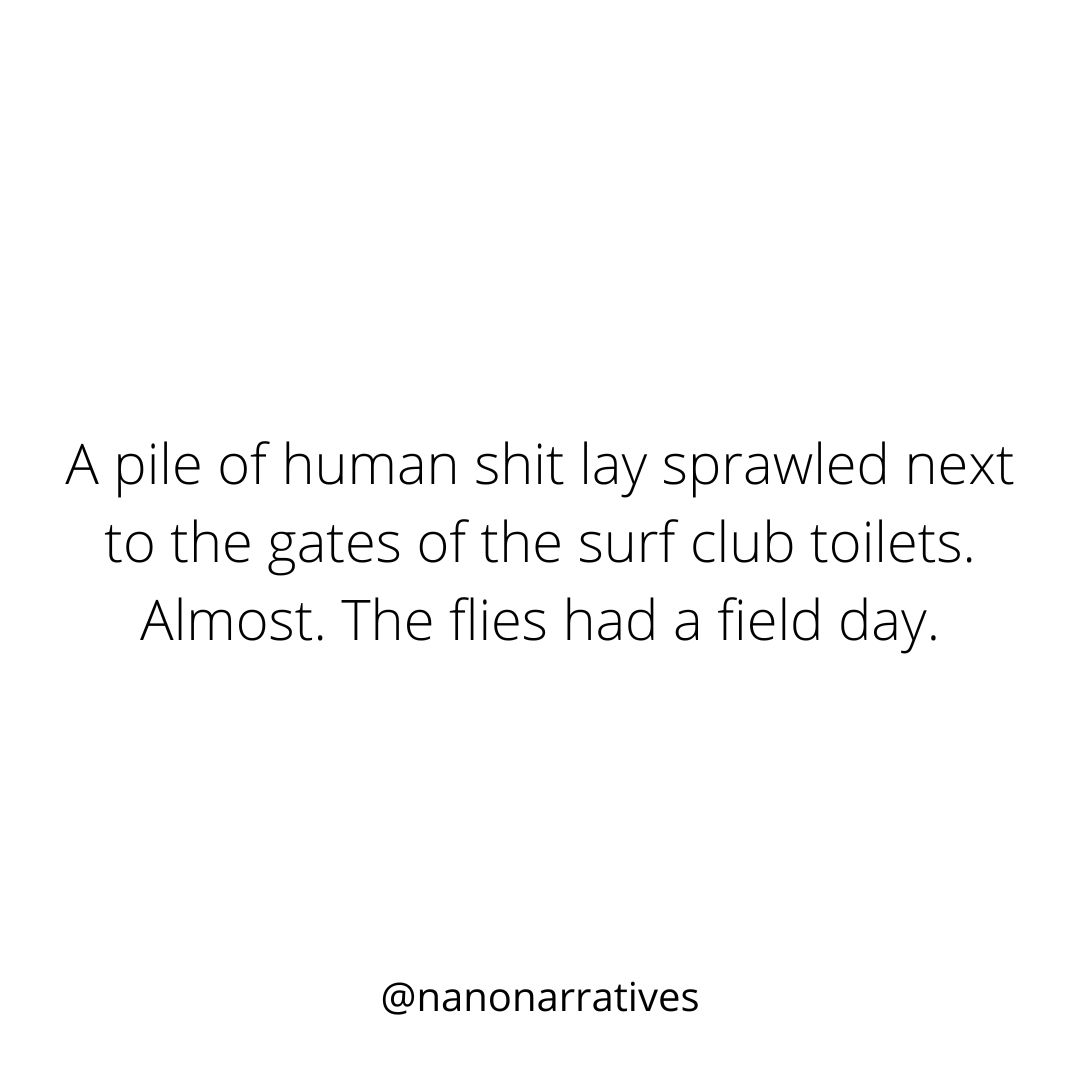 A pile of human shit lay sprawled next
to the gates of the surf club toilets.
Almost. The flies had a field day.
@nanonarratives